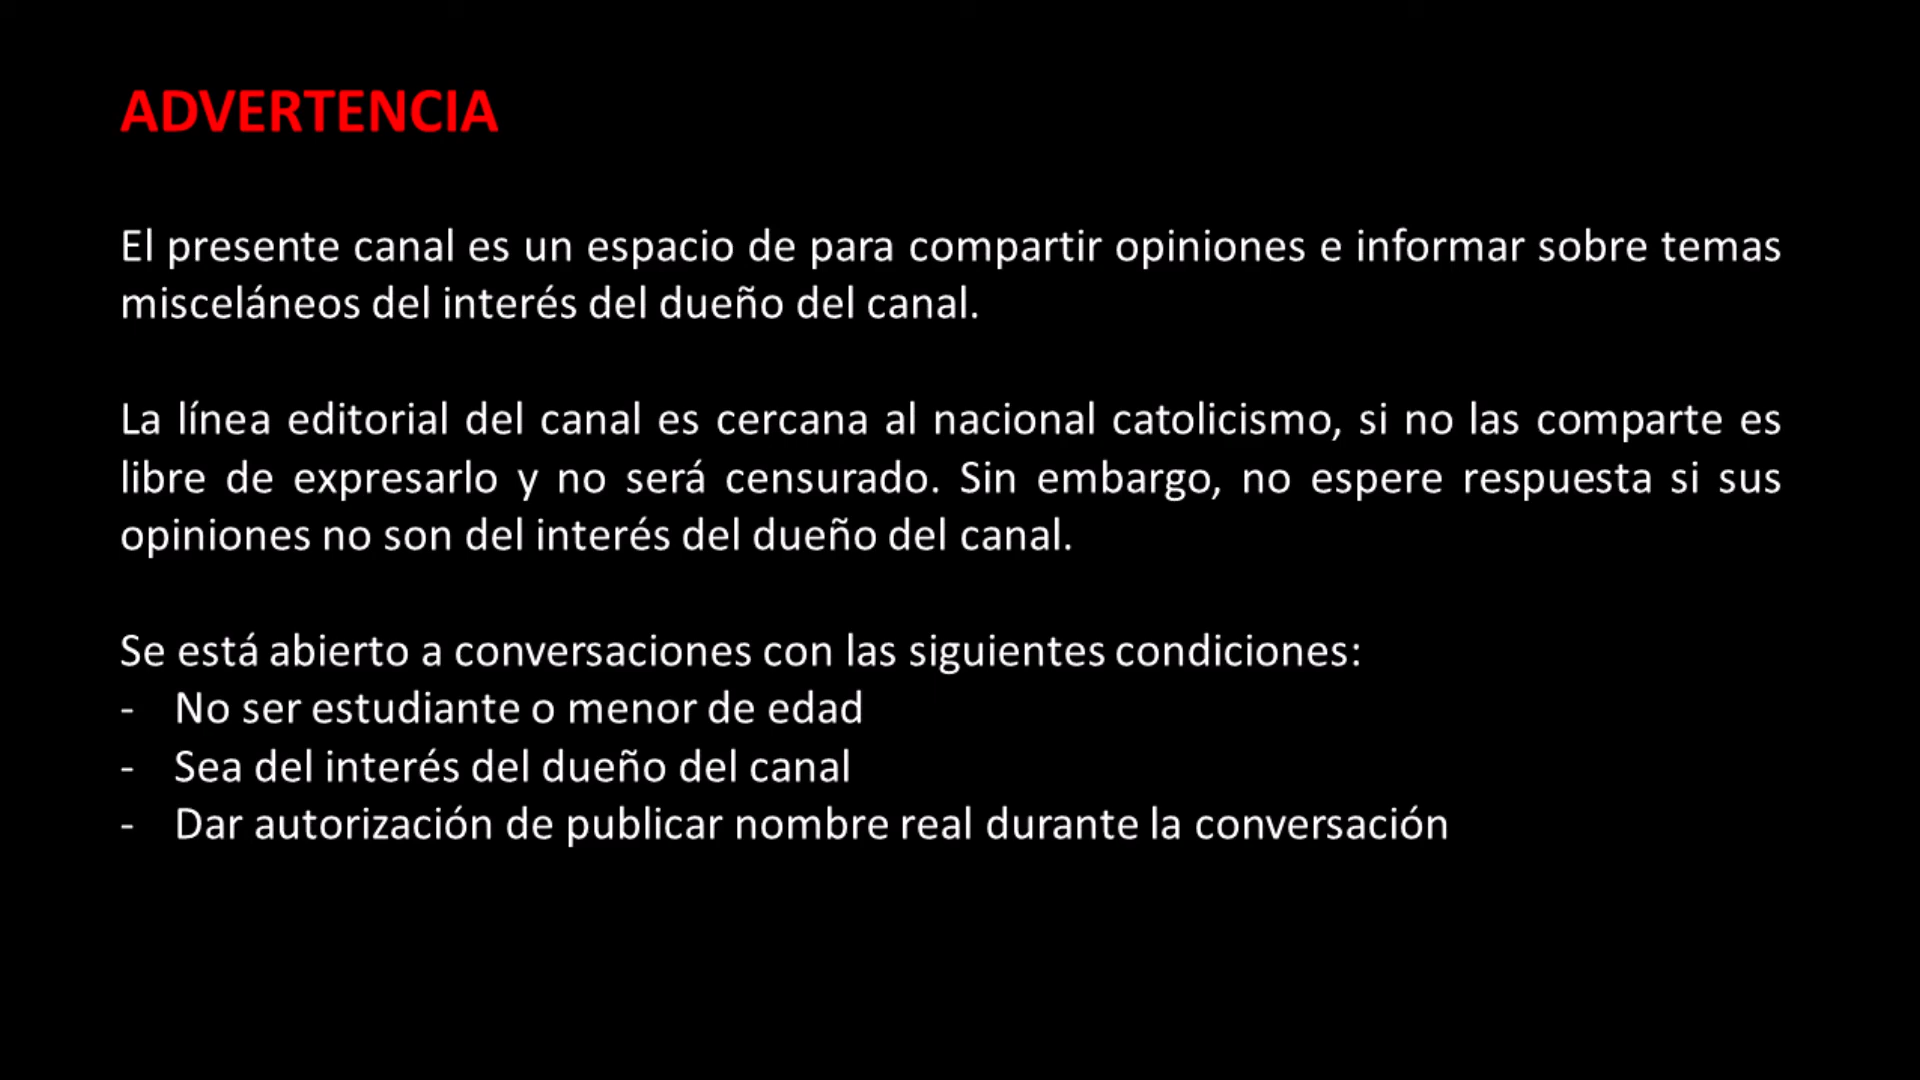 ADVERTENCIA
El presente canal es un espacio de para compartir opiniones e informar sobre temas
misceláneos del interés del dueño del canal.
La línea editorial del canal es cercana al nacional catolicismo, si no las comparte es
libre de expresarlo y no será censurado. Sin embargo, no espere respuesta si sus
opiniones no son del interés del dueño del canal.
Se está abierto a conversaciones con las siguientes condiciones:
- No ser estudiante o menor de edad
- Sea del interés del dueño del canal
- Dar autorización de publicar nombre real durante la conversación